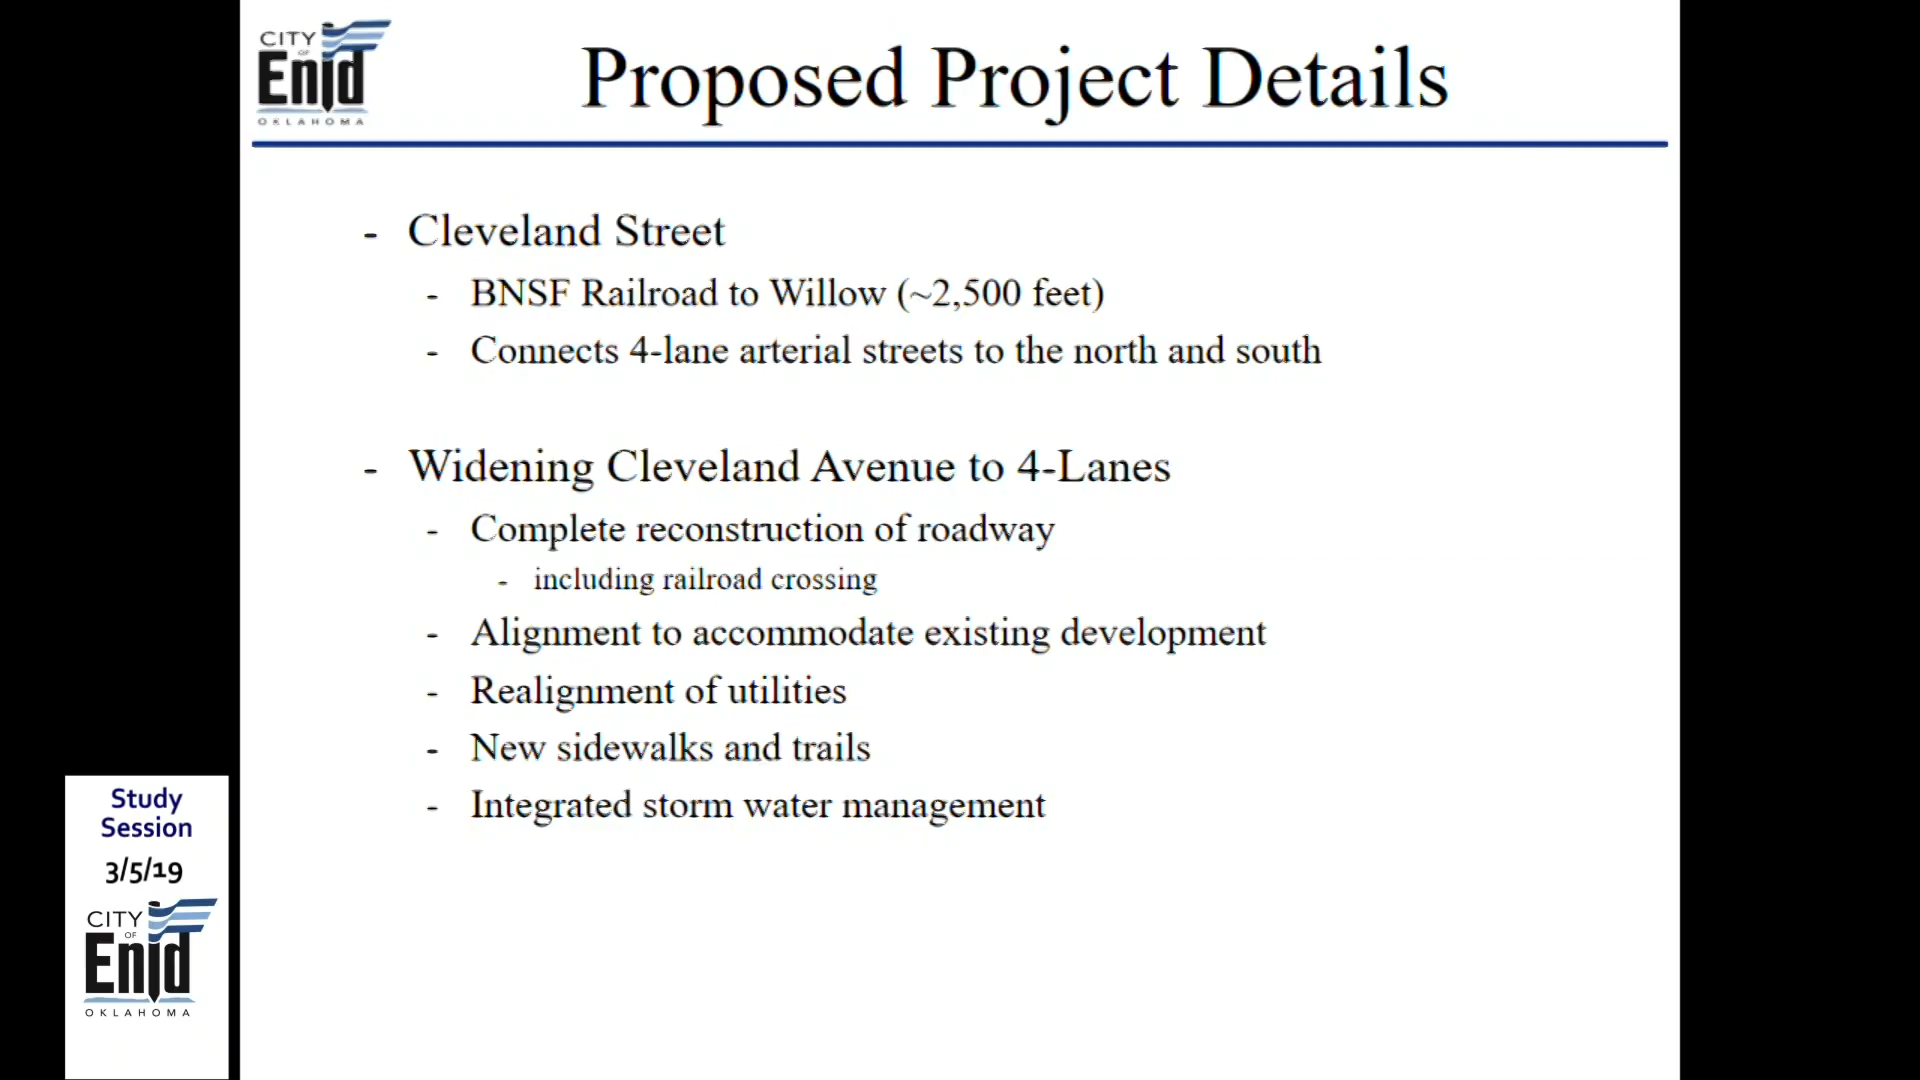 CITY
OF
Enid
OKLAHOMA
Proposed Project Details
- Cleveland Street
- BNSF Railroad to Willow (~2,500 feet)
- Connects 4-lane arterial streets to the north and south
- Widening Cleveland Avenue to 4-Lanes
- Complete reconstruction of roadway
- including railroad crossing
- Alignment to accommodate existing development
- Realignment of utilities
- New sidewalks and trails
- Integrated storm water management
Study
Session
3/5/19
CITY
OF
Enid
OKLAHOMA